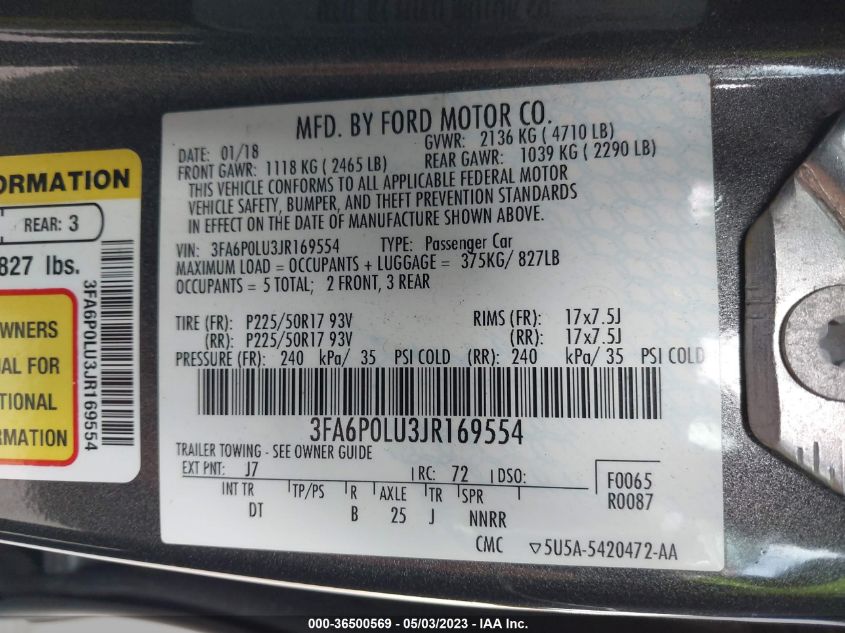 MFD. BY FORD MOTOR CO.
DATE: 01/18
GVWR: 2136 KG ( 4710 LB)
FRONT GAWR: 1118 KG ( 2465 LB)
REAR GAWR: 1039 KG ( 2290 LB)
THIS VEHICLE CONFORMS TO ALL APPLICABLE FEDERAL MOTOR
VEHICLE SAFETY, BUMPER, AND THEFT PREVENTION STANDARDS
IN EFFECT ON THE DATE OF MANUFACTURE SHOWN ABOVE.
VIN: 3FA6P0LU3JR169554 TYPE: Passenger Car
MAXIMUM LOAD = OCCUPANTS + LUGGAGE = 375KG/ 827LB
OCCUPANTS = 5 TOTAL; 2 FRONT, 3 REAR
TIRE (FR): P225/50R17 93V RIMS (FR): 17x7.5J
(RR): P225/50R17 93V (RR): 17x7.5J
PRESSURE (FR): 240 kPa/ 35 PSI COLD (RR): 240 kPa/ 35 PSI COLD
3FA6P0LU3JR169554
TRAILER TOWING - SEE OWNER GUIDE
EXT PNT: J7 RC: 72 DSO:
F0065
R0087
INT TR TP/PS R AXLE TR SPR
DT B 25 J NNRR
CMC ▽5U5A-5420472-AA
ORMATION
REAR: 3
827 lbs.
3FA6P0LU3JR169554
OWNERS
AL FOR
TIONAL
RMATION
000-36500569 - 05/03/2023 - IAA Inc.